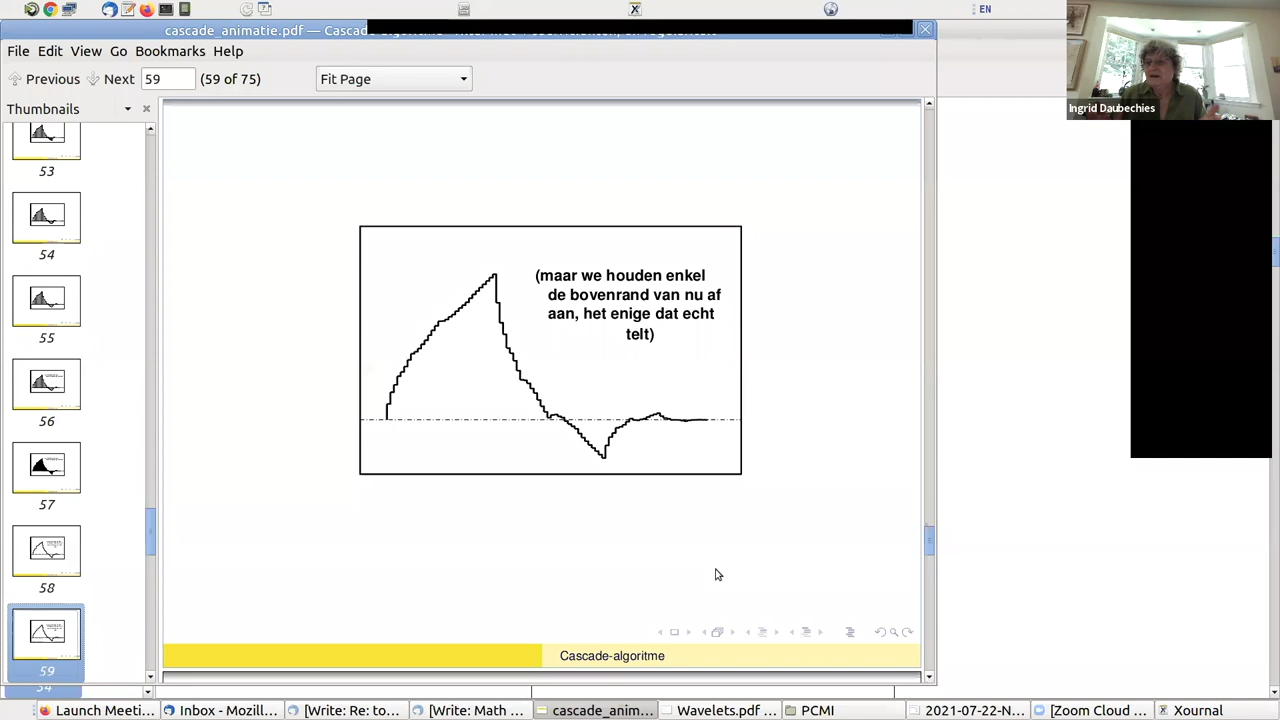 EN
cascade_animatie.pdf — Casca
File Edit View Go Bookmarks Help
Previous Next 59 (59 of 75) Fit Page
Ingrid Daubechies
Thumbnails
53
54
55
56
57
58
59
(maar we houden enkel
de bovenrand van nu af
aan, het enige dat echt
telt)
Cascade-algoritme
Launch Meeti... Inbox - Mozill... [Write: Re: to... [Write: Math ... cascade_anim... Wavelets.pdf ... PCMI 2021-07-22-N... [Zoom Cloud ... Xournal